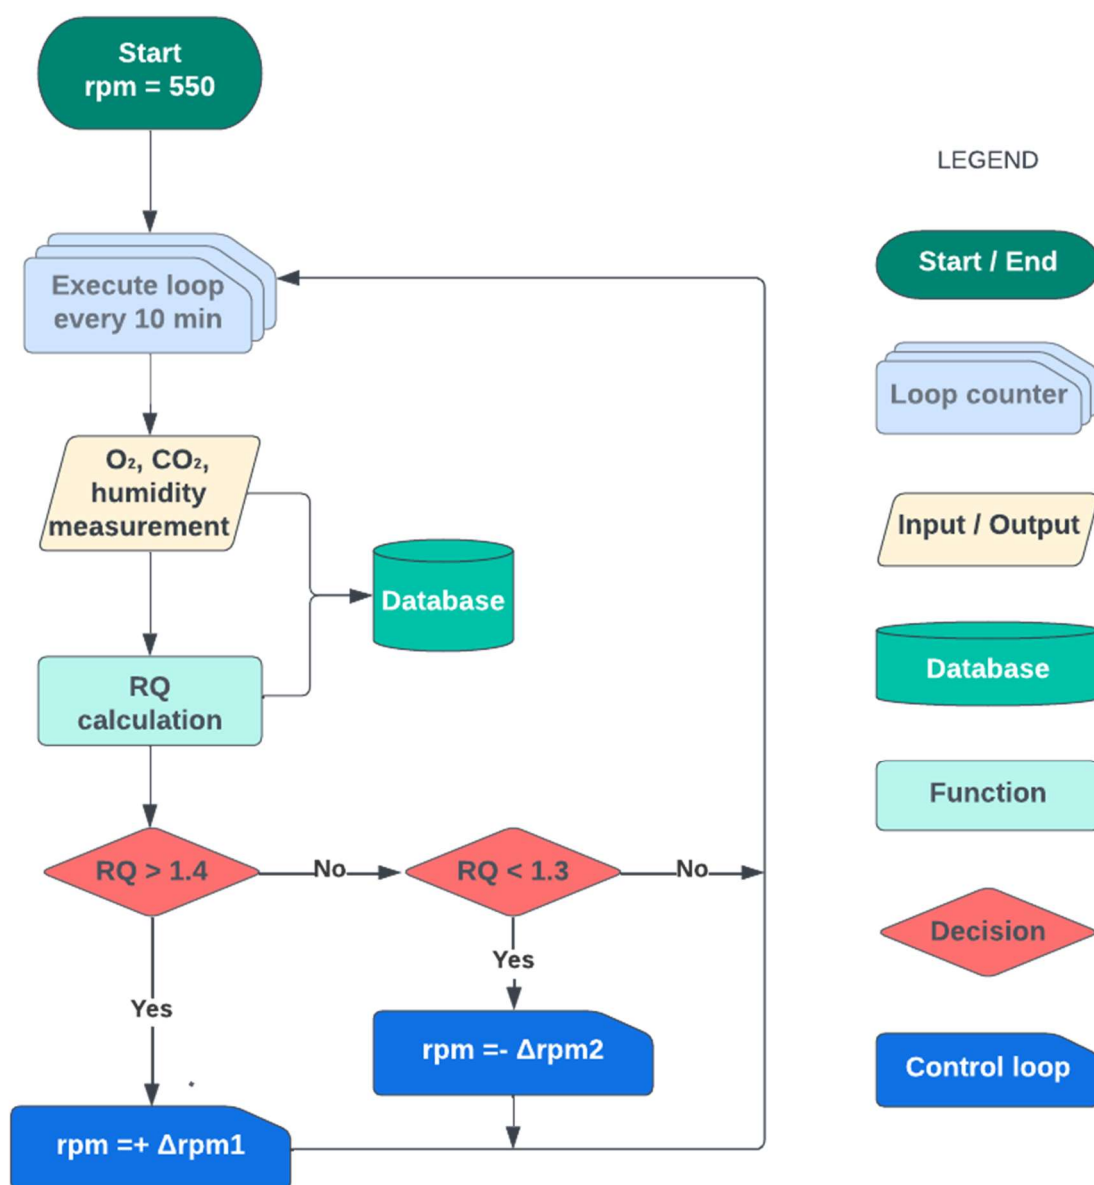 Start
rpm = 550
Execute loop
every 10 min
O₂, CO₂,
humidity
measurement
Database
RQ
calculation
RQ > 1.4
No
RQ < 1.3
No
Yes
Yes
rpm =- Δrpm2
rpm =+ Δrpm1
LEGEND
Start / End
Loop counter
Input / Output
Database
Function
Decision
Control loop